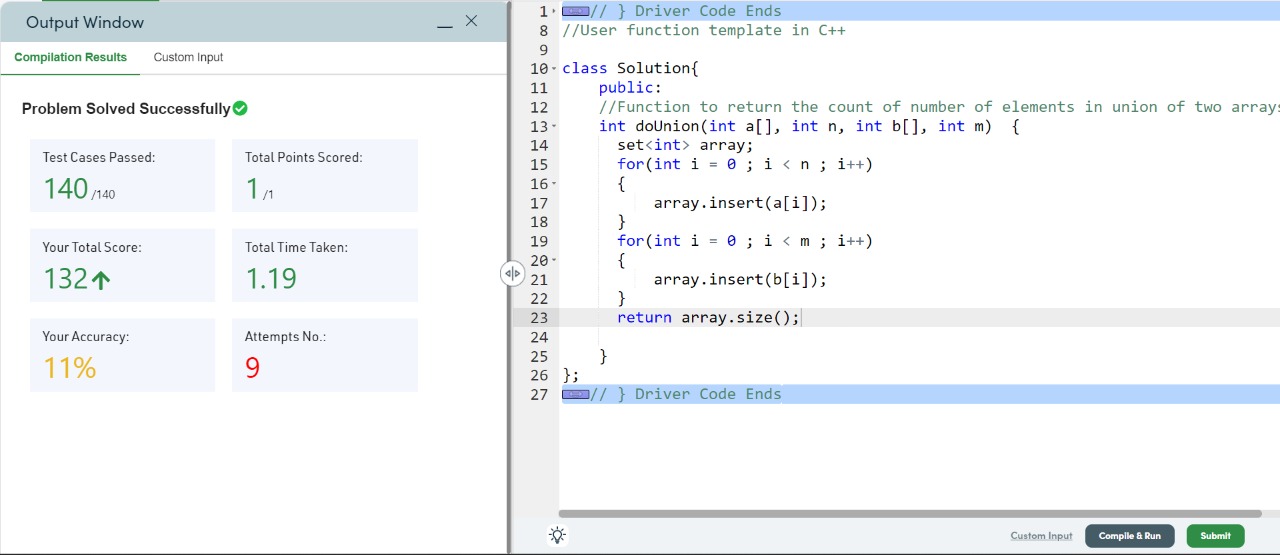 Output Window
Compilation Results
Custom Input
Problem Solved Successfully
Test Cases Passed:
140 /140
Total Points Scored:
1 /1
Your Total Score:
132
Total Time Taken:
1.19
Your Accuracy:
11%
Attempts No.:
9
1 // } Driver Code Ends
8 //User function template in C++
9
10 class Solution{
11 public:
12 //Function to return the count of number of elements in union of two arrays
13 int doUnion(int a[], int n, int b[], int m)  {
14 set<int> array;
15 for(int i = 0 ; i < n ; i++)
16 {
17 array.insert(a[i]);
18 }
19 for(int i = 0 ; i < m ; i++)
20 {
21 array.insert(b[i]);
22 }
23 return array.size();
24
25 }
26 };
27 // } Driver Code Ends
Custom Input
Compile & Run
Submit